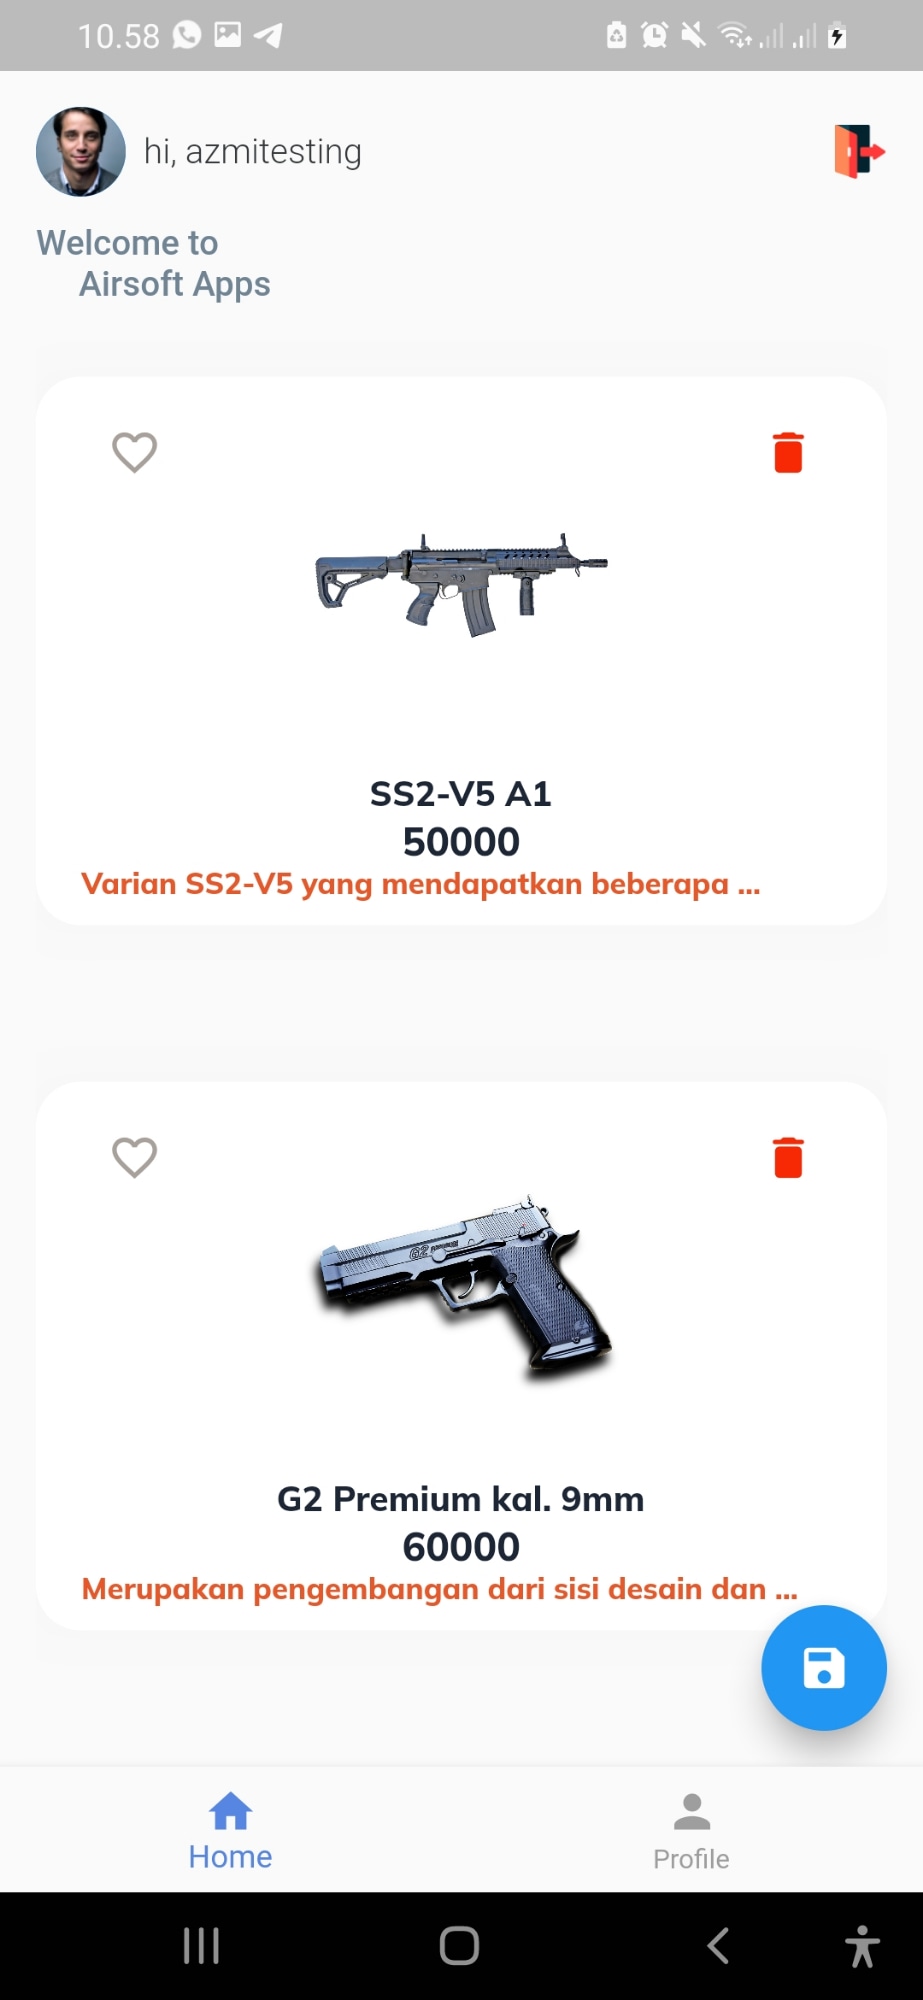 10.58
hi, azmitesting
Welcome to
Airsoft Apps
SS2-V5 A1
50000
Varian SS2-V5 yang mendapatkan beberapa ...
G2
G2 Premium kal. 9mm
60000
Merupakan pengembangan dari sisi desain dan ...
Home
Profile